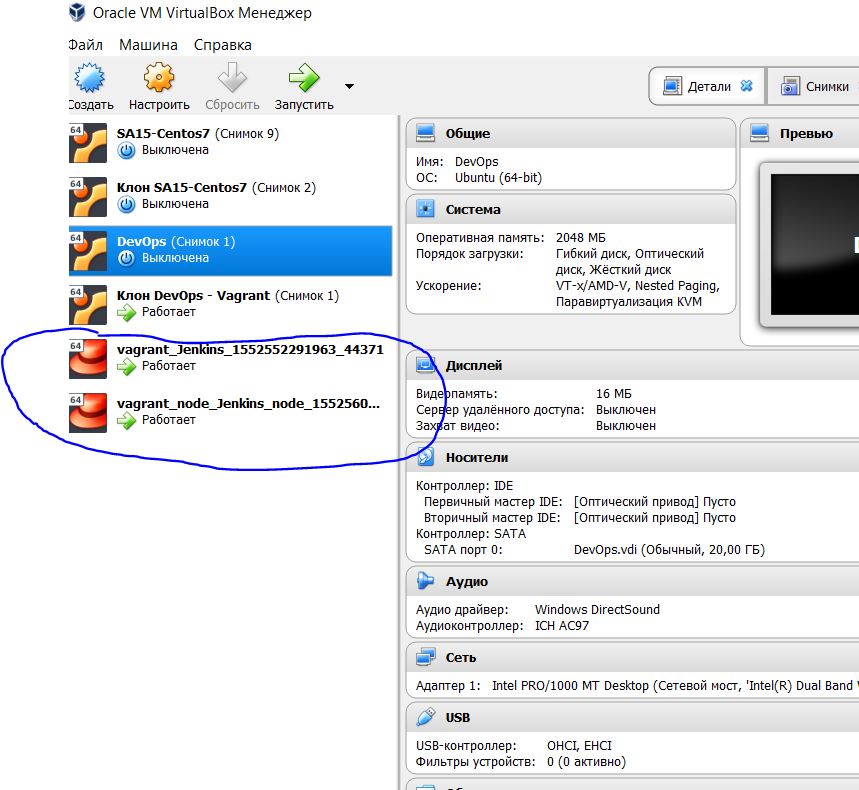 Oracle VM VirtualBox Менеджер
Файл Машина Справка
Создать Настроить Сбросить Запустить
Детали Снимки
64 SA15-Centos7 (Снимок 9)
Выключена
64 Клон SA15-Centos7 (Снимок 2)
Выключена
64 DevOps (Снимок 1)
Выключена
64 Клон DevOps - Vagrant (Снимок 1)
Работает
64 vagrant_Jenkins_1552552291963_44371
Работает
64 vagrant_node_Jenkins_node_1552560...
Работает
Общие
Имя: DevOps
ОС: Ubuntu (64-bit)
Система
Оперативная память: 2048 МБ
Порядок загрузки: Гибкий диск, Оптический
диск, Жёсткий диск
Ускорение: VT-x/AMD-V, Nested Paging,
Паравиртуализация KVM
Превью
Дисплей
Видеопамять: 16 МБ
Сервер удалённого доступа: Выключен
Захват видео: Выключен
Носители
Контроллер: IDE
Первичный мастер IDE: [Оптический привод] Пусто
Вторичный мастер IDE: [Оптический привод] Пусто
Контроллер: SATA
SATA порт 0: DevOps.vdi (Обычный, 20,00 ГБ)
Аудио
Аудио драйвер: Windows DirectSound
Аудиоконтроллер: ICH AC97
Сеть
Адаптер 1: Intel PRO/1000 MT Desktop (Сетевой мост, 'Intel(R) Dual Band
USB
USB-контроллер: OHCI, EHCI
Фильтры устройств: 0 (0 активно)